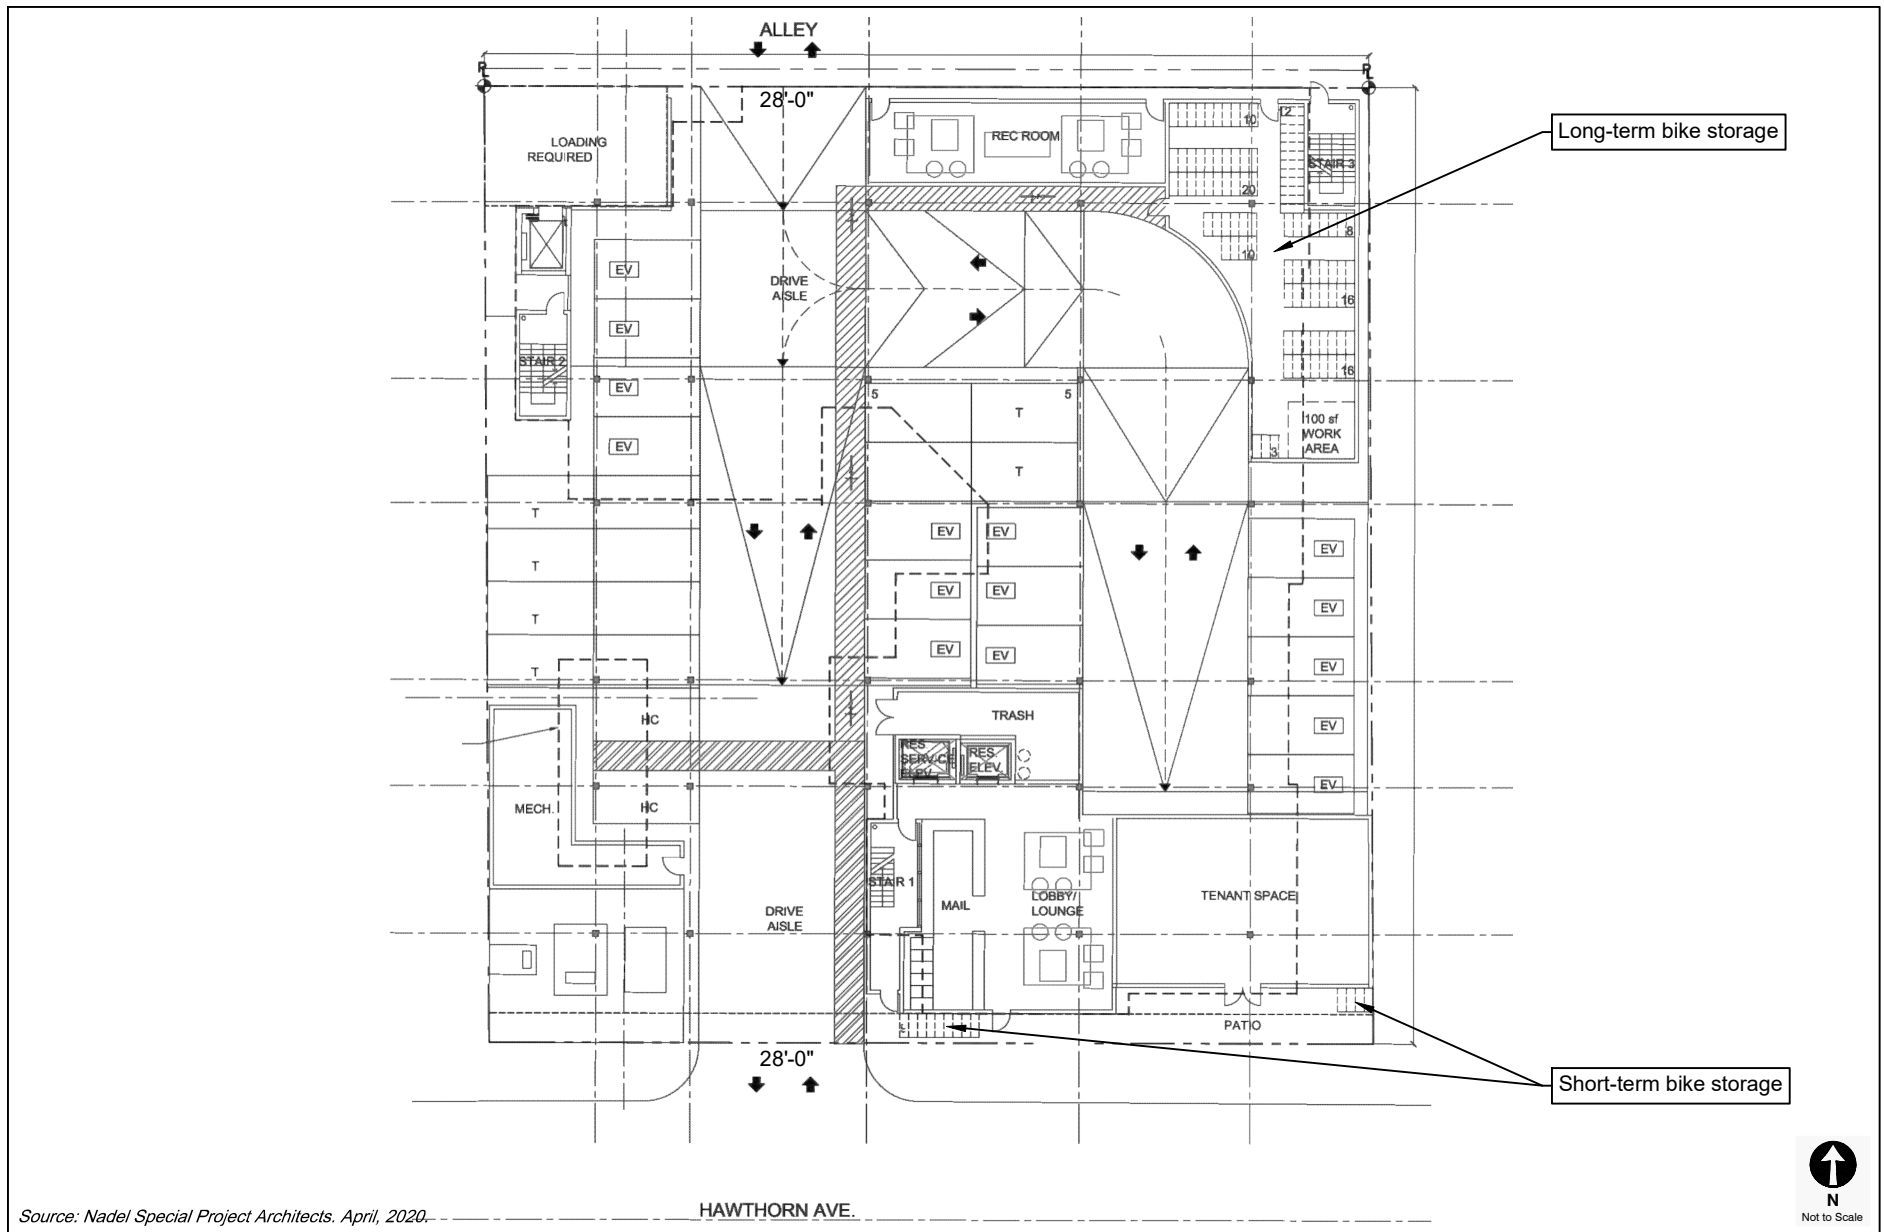 ALLEY
28'-0"
LOADING
REQUIRED
REC ROOM
10
12
Long-term bike storage
STAIR 3
20
8
10
EV
DRIVE
AISLE
16
EV
STAIR 2
16
EV
5
5
T
100 sf
WORK
AREA
EV
T
3
T
EV
EV
EV
T
EV
EV
EV
T
EV
EV
EV
T
HC
TRASH
EV
RES.
SERVICE
ELEV.
RES.
ELEV.
EV
MECH.
HC
STAIR 1
MAIL
LOBBY/
LOUNGE
TENANT SPACE
DRIVE
AISLE
PATIO
28'-0"
Short-term bike storage
N
Not to Scale
HAWTHORN AVE.
Source: Nadel Special Project Architects. April, 2020.